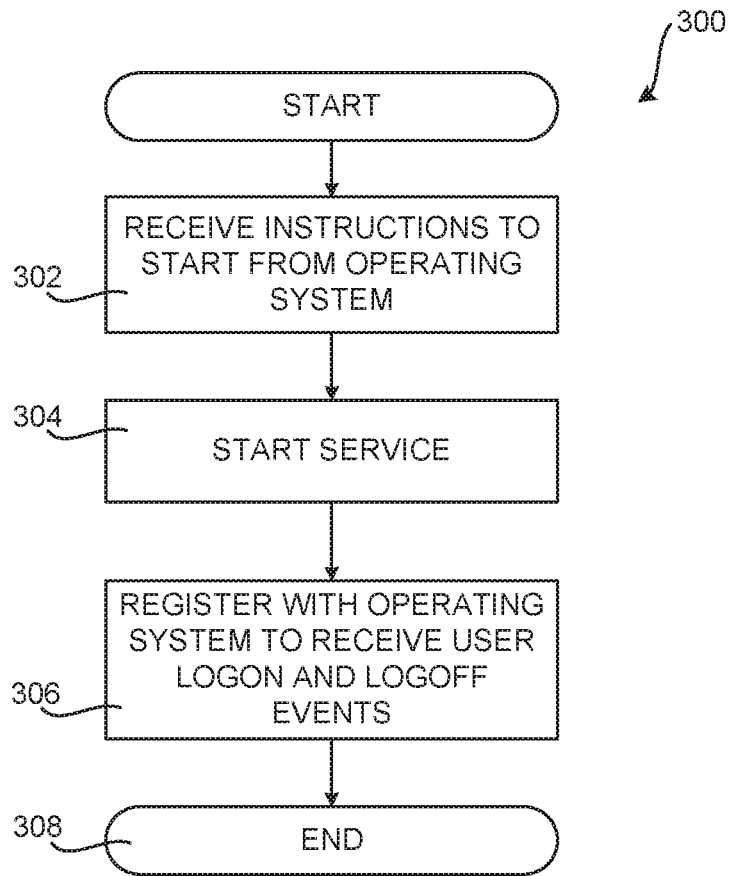 300
START
RECEIVE INSTRUCTIONS TO
START FROM OPERATING
SYSTEM
302
304
START SERVICE
REGISTER WITH OPERATING
SYSTEM TO RECEIVE USER
LOGON AND LOGOFF
EVENTS
306
308
END